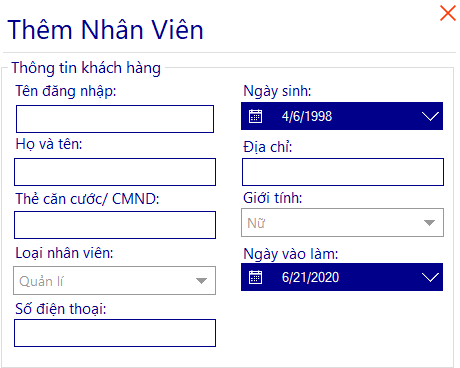 Thêm Nhân Viên
Thông tin khách hàng
Tên đăng nhập:
Ngày sinh:
4/6/1998
Họ và tên:
Địa chỉ:
Thẻ căn cước/ CMND:
Giới tính:
Nữ
Loại nhân viên:
Quản lí
Ngày vào làm:
6/21/2020
Số điện thoại: